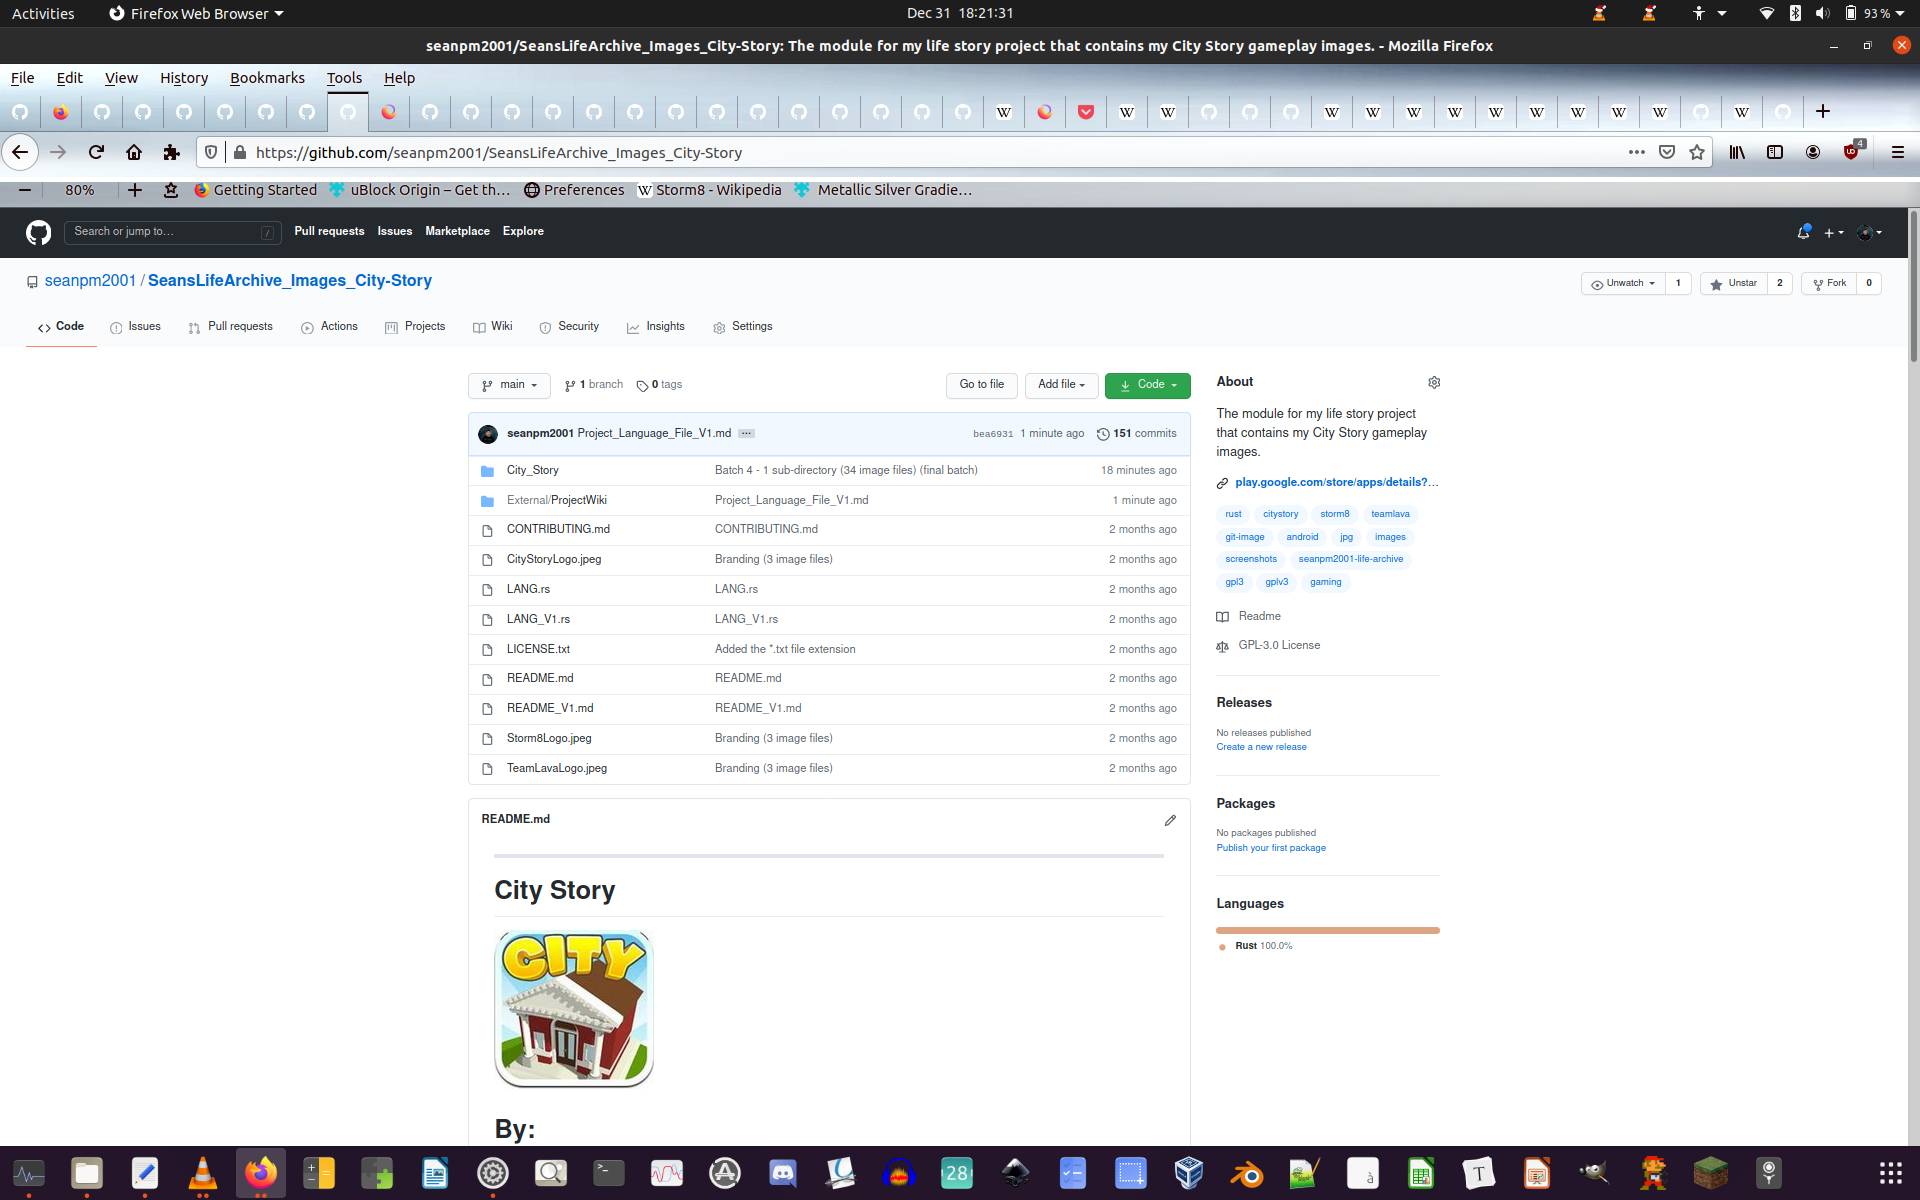 Activities Firefox Web Browser Dec 31 18:21:31 93 %
seanpm2001/SeansLifeArchive_Images_City-Story: The module for my life story project that contains my City Story gameplay images. - Mozilla Firefox
File Edit View History Bookmarks Tools Help
https://github.com/seanpm2001/SeansLifeArchive_Images_City-Story 4
80% Getting Started uBlock Origin – Get th… Preferences Storm8 - Wikipedia Metallic Silver Gradie…
Search or jump to… / Pull requests Issues Marketplace Explore
seanpm2001 / SeansLifeArchive_Images_City-Story Unwatch 1 Unstar 2 Fork 0
Code Issues Pull requests Actions Projects Wiki Security Insights Settings
main 1 branch 0 tags Go to file Add file Code
seanpm2001 Project_Language_File_V1.md ··· bea6931 1 minute ago 151 commits
City_Story Batch 4 - 1 sub-directory (34 image files) (final batch) 18 minutes ago
External/ProjectWiki Project_Language_File_V1.md 1 minute ago
CONTRIBUTING.md CONTRIBUTING.md 2 months ago
CityStoryLogo.jpeg Branding (3 image files) 2 months ago
LANG.rs LANG.rs 2 months ago
LANG_V1.rs LANG_V1.rs 2 months ago
LICENSE.txt Added the *.txt file extension 2 months ago
README.md README.md 2 months ago
README_V1.md README_V1.md 2 months ago
Storm8Logo.jpeg Branding (3 image files) 2 months ago
TeamLavaLogo.jpeg Branding (3 image files) 2 months ago
README.md
City Story
CITY
By:
About
The module for my life story project
that contains my City Story gameplay
images.
play.google.com/store/apps/details?…
rust citystory storm8 teamlava
git-image android jpg images
screenshots seanpm2001-life-archive
gpl3 gplv3 gaming
Readme
GPL-3.0 License
Releases
No releases published
Create a new release
Packages
No packages published
Publish your first package
Languages
Rust 100.0%
28